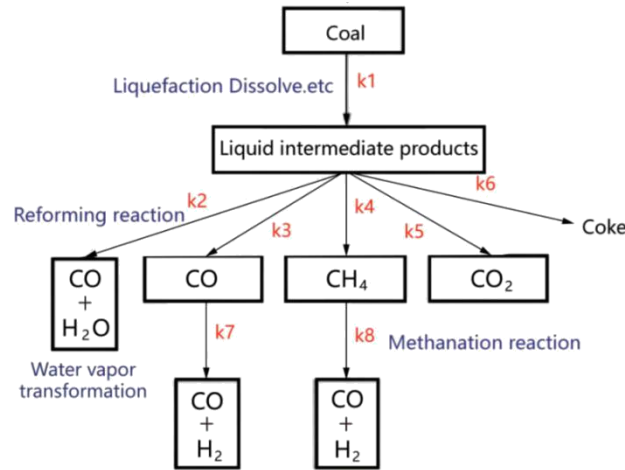 Coal
Liquefaction Dissolve.etc
k1
Liquid intermediate products
k2
k6
Reforming reaction
k3
k4
k5
Coke
CO
+
H₂O
CO
CH₄
CO₂
k7
k8
Methanation reaction
Water vapor
transformation
CO
+
H₂
CO
+
H₂